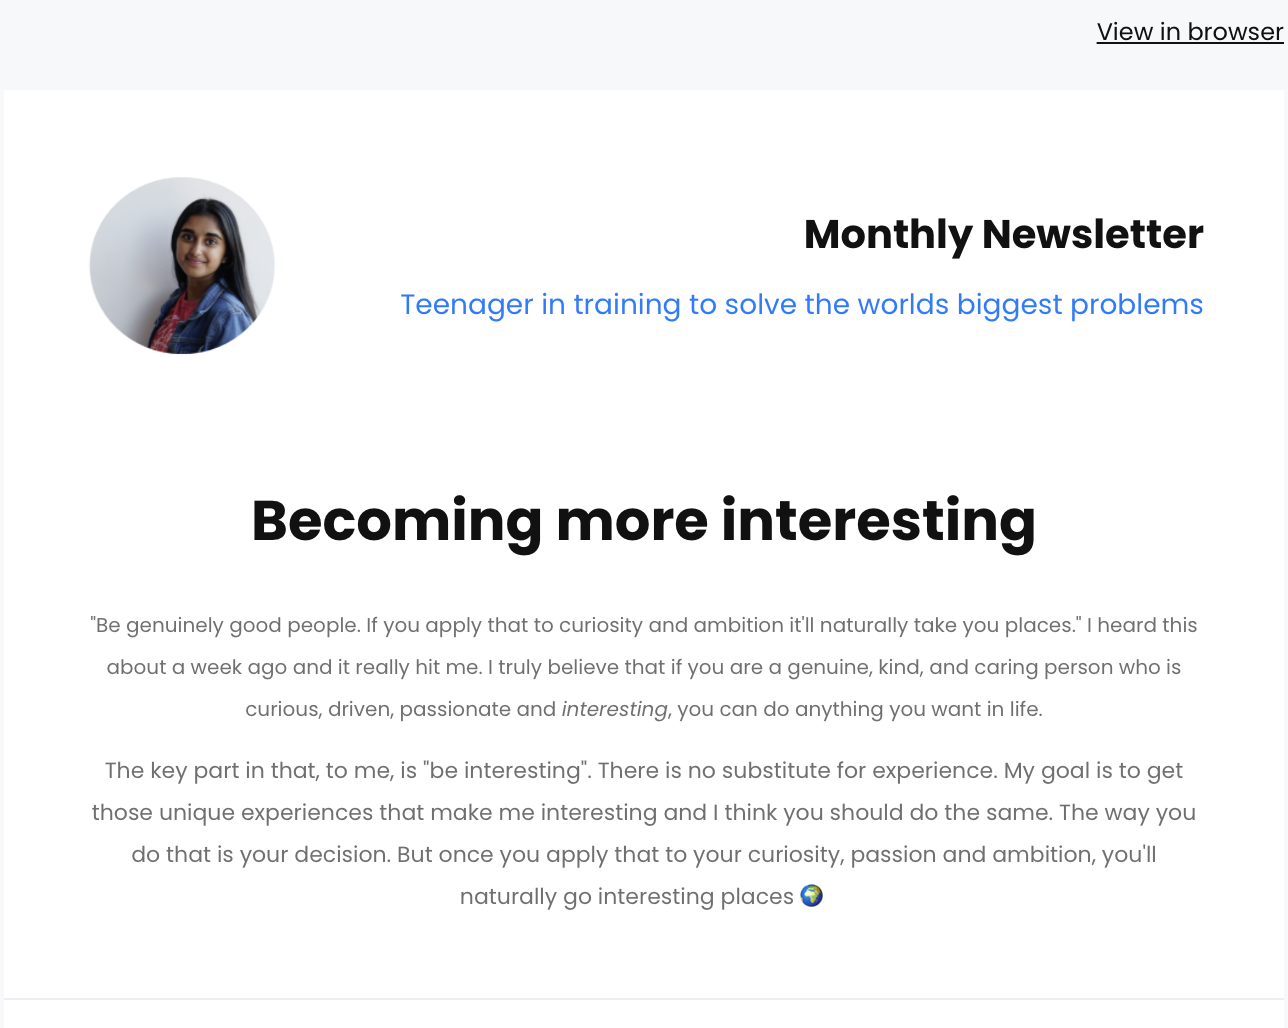 View in browser
Monthly Newsletter
Teenager in training to solve the worlds biggest problems
Becoming more interesting
"Be genuinely good people. If you apply that to curiosity and ambition it'll naturally take you places." I heard this
about a week ago and it really hit me. I truly believe that if you are a genuine, kind, and caring person who is
curious, driven, passionate and interesting, you can do anything you want in life.
The key part in that, to me, is "be interesting". There is no substitute for experience. My goal is to get
those unique experiences that make me interesting and I think you should do the same. The way you
do that is your decision. But once you apply that to your curiosity, passion and ambition, you'll
naturally go interesting places 🌍